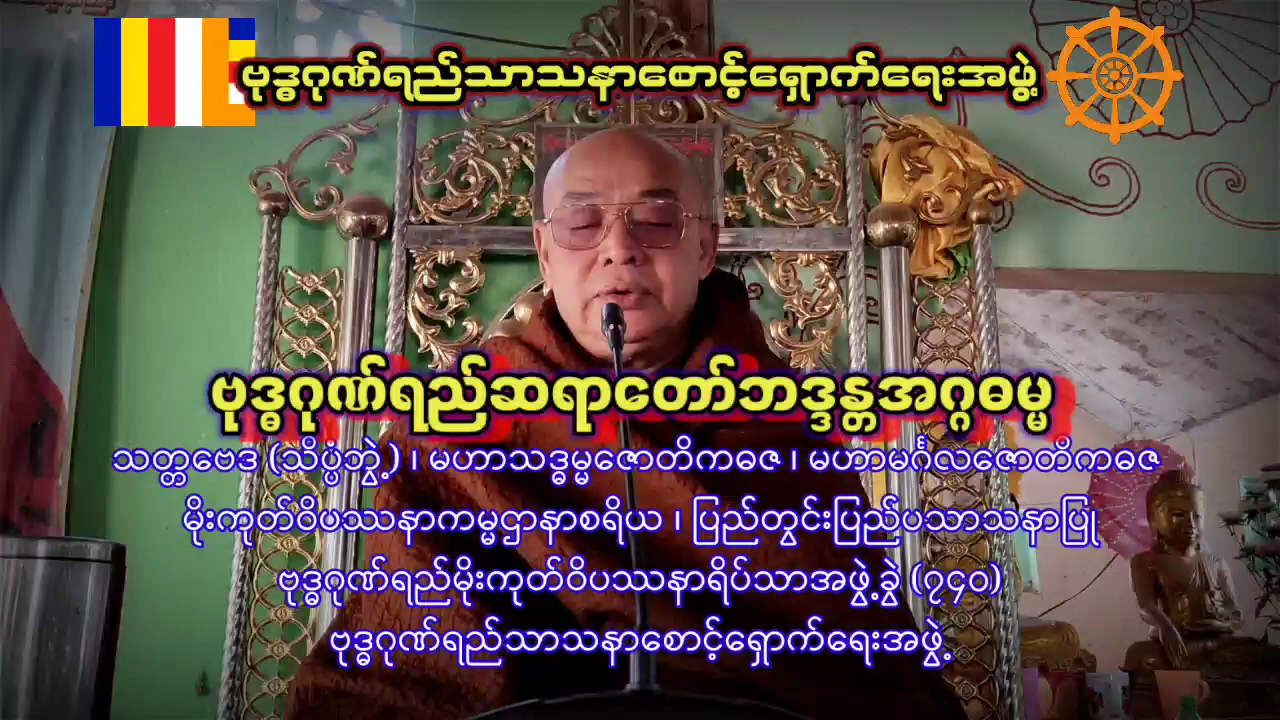 ဗုဒ္ဓဂုဏ်ရည်သာသနာစောင့်ရှောက်ရေးအဖွဲ့
ဗုဒ္ဓဂုဏ်ရည်ဆရာတော်ဘဒ္ဒန္တအဂ္ဂဓမ္မ
သတ္တဗေဒ (သိပ္ပံဘွဲ့) ၊ မဟာသဒ္ဓမ္မဇောတိကဓဇ ၊ မဟာမင်္ဂလဇောတိကဓဇ
မိုးကုတ်ဝိပဿနာကမ္မဋ္ဌာနာစရိယ ၊ ပြည်တွင်းပြည်ပသာသနာပြု
ဗုဒ္ဓဂုဏ်ရည်မိုးကုတ်ဝိပဿနာရိပ်သာအဖွဲ့ခွဲ (၇၄၀)
ဗုဒ္ဓဂုဏ်ရည်သာသနာစောင့်ရှောက်ရေးအဖွဲ့